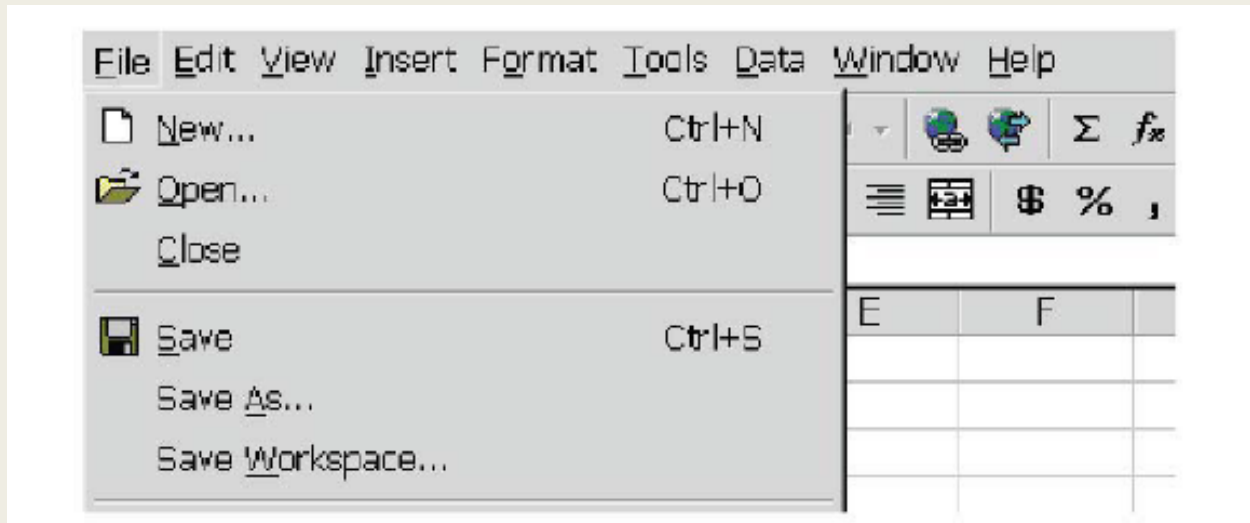 File Edit View Insert Format Tools Data Window Help
New... Ctrl+N
Σ fx
Open... Ctrl+O
a $ % ,
Close
E F
Save Ctrl+S
Save As...
Save Workspace...